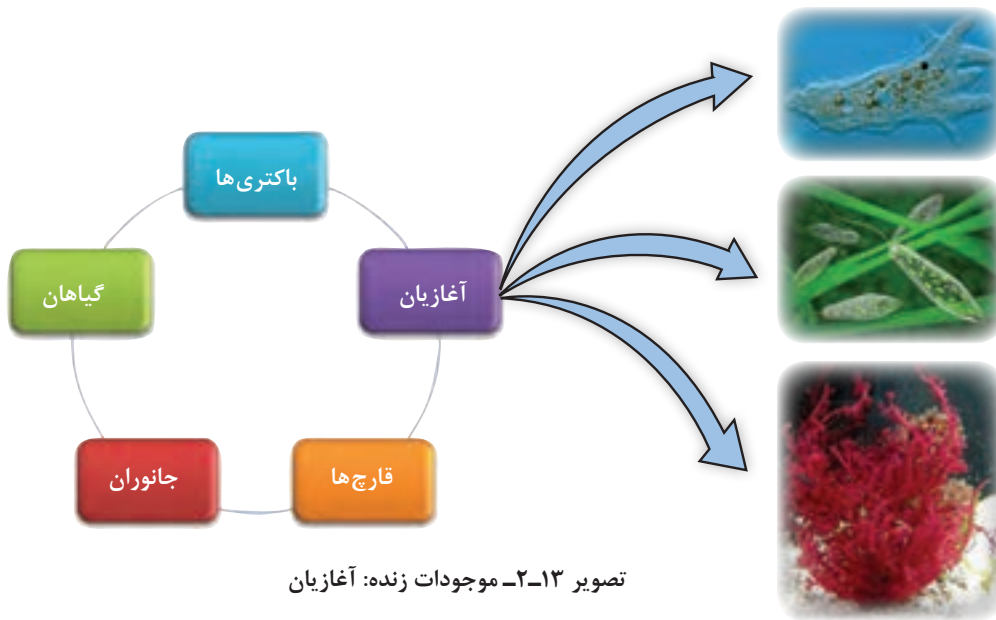 باکتری‌ها
آغازیان
گیاهان
قارچ‌ها
جانوران
تصویر ۱۳ـ۲ـ موجودات زنده: آغازیان